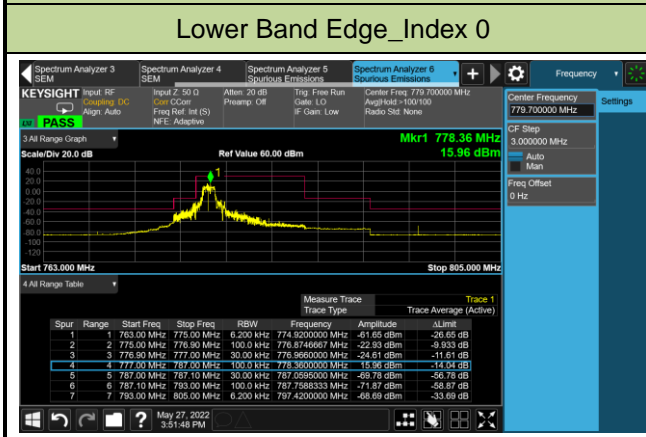 Lower Band Edge_Index 0
Spectrum Analyzer 3
SEM
Spectrum Analyzer 4
SEM
Spectrum Analyzer 5
Spurious Emissions
Spectrum Analyzer 6
Spurious Emissions
Frequency
KEYSIGHT Input: RF
Coupling: DC
Align: Auto
Input Z: 50 Ω
Corr CCorr
Freq Ref: Int (S)
NFE: Adaptive
Atten: 20 dB
Preamp: Off
Trig: Free Run
Gate: LO
IF Gain: Low
Center Freq: 779.700000 MHz
Avg|Hold:>100/100
Radio Std: None
PASS
Center Frequency
779.700000 MHz
Settings
CF Step
3.000000 MHz
Auto
Man
Freq Offset
0 Hz
3 All Range Graph
Mkr1 778.36 MHz
Scale/Div 20.0 dB Ref Value 60.00 dBm 15.96 dBm
40.0
20.0
0.00
-20.0
-40.0
-60.0
-80.0
-100
-120
1
Start 763.000 MHz Stop 805.000 MHz
4 All Range Table
Measure Trace Trace 1
Trace Type Trace Average (Active)
Spur Range Start Freq Stop Freq RBW Frequency Amplitude ΔLimit
1 1 763.00 MHz 775.00 MHz 6.200 kHz 774.9200000 MHz -61.65 dBm -26.65 dB
2 2 775.00 MHz 776.90 MHz 100.0 kHz 776.8746667 MHz -22.93 dBm -9.933 dB
3 3 776.90 MHz 777.00 MHz 30.00 kHz 776.9660000 MHz -24.61 dBm -11.61 dB
4 4 777.00 MHz 787.00 MHz 100.0 kHz 778.3600000 MHz 15.96 dBm -14.04 dB
5 5 787.00 MHz 787.10 MHz 30.00 kHz 787.0595000 MHz -69.78 dBm -56.78 dB
6 6 787.10 MHz 793.00 MHz 100.0 kHz 787.7588333 MHz -71.87 dBm -58.87 dB
7 7 793.00 MHz 805.00 MHz 6.200 kHz 797.4200000 MHz -68.69 dBm -33.69 dB
May 27, 2022
3:51:48 PM